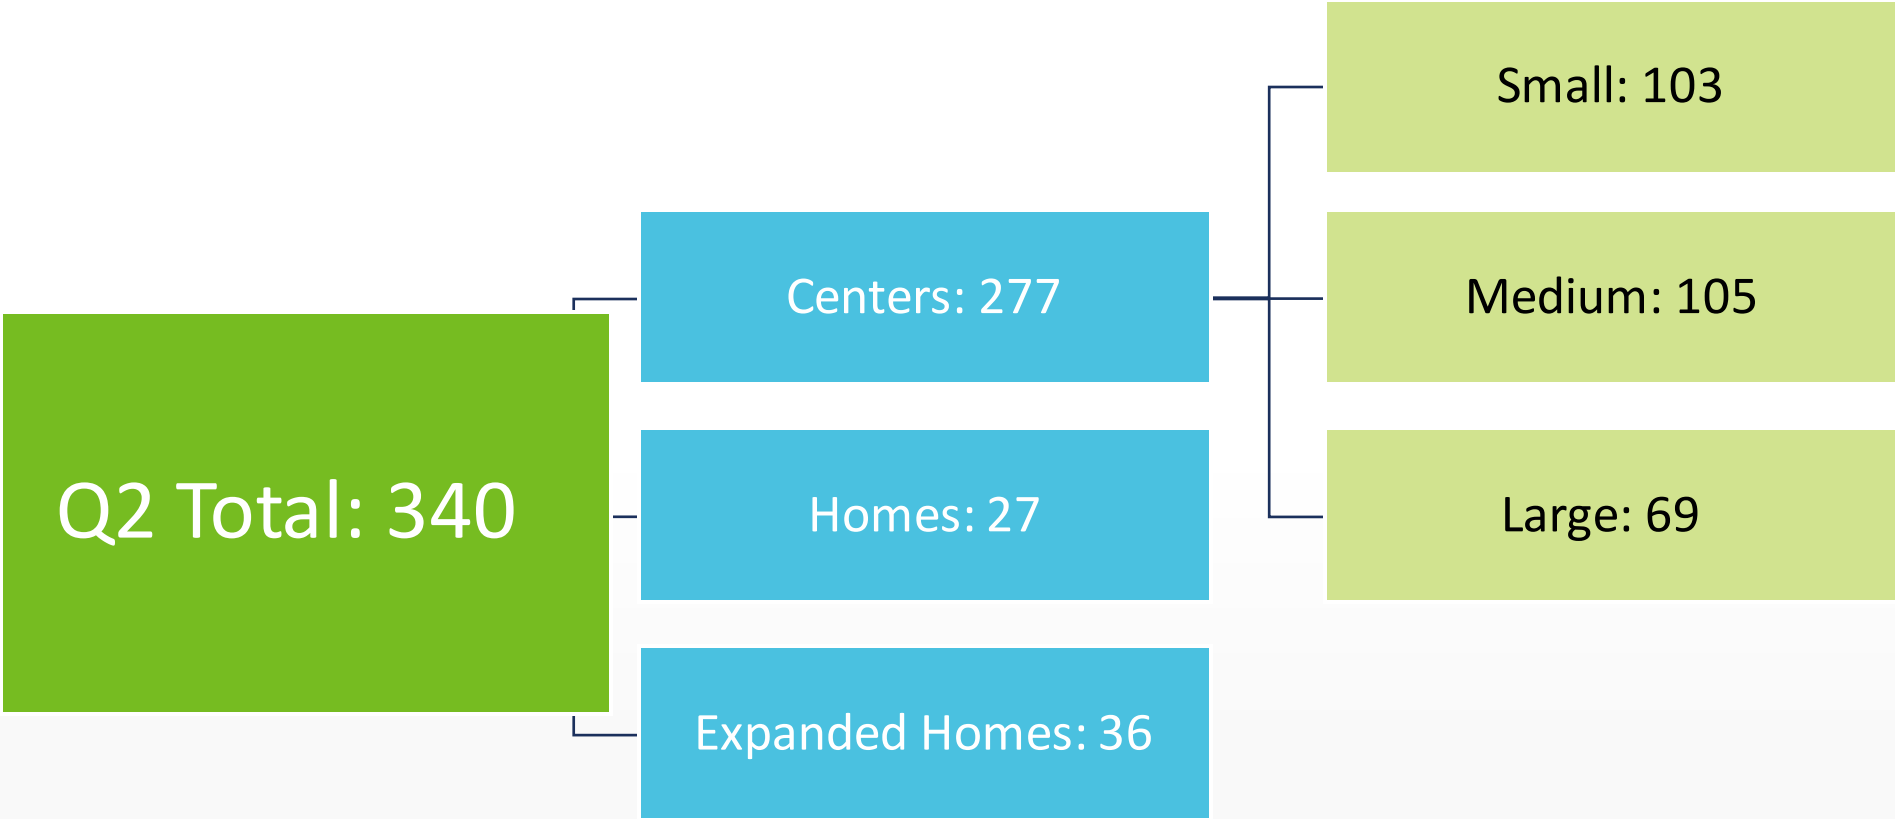 Q2 Total: 340
Centers: 277
Homes: 27
Expanded Homes: 36
Small: 103
Medium: 105
Large: 69